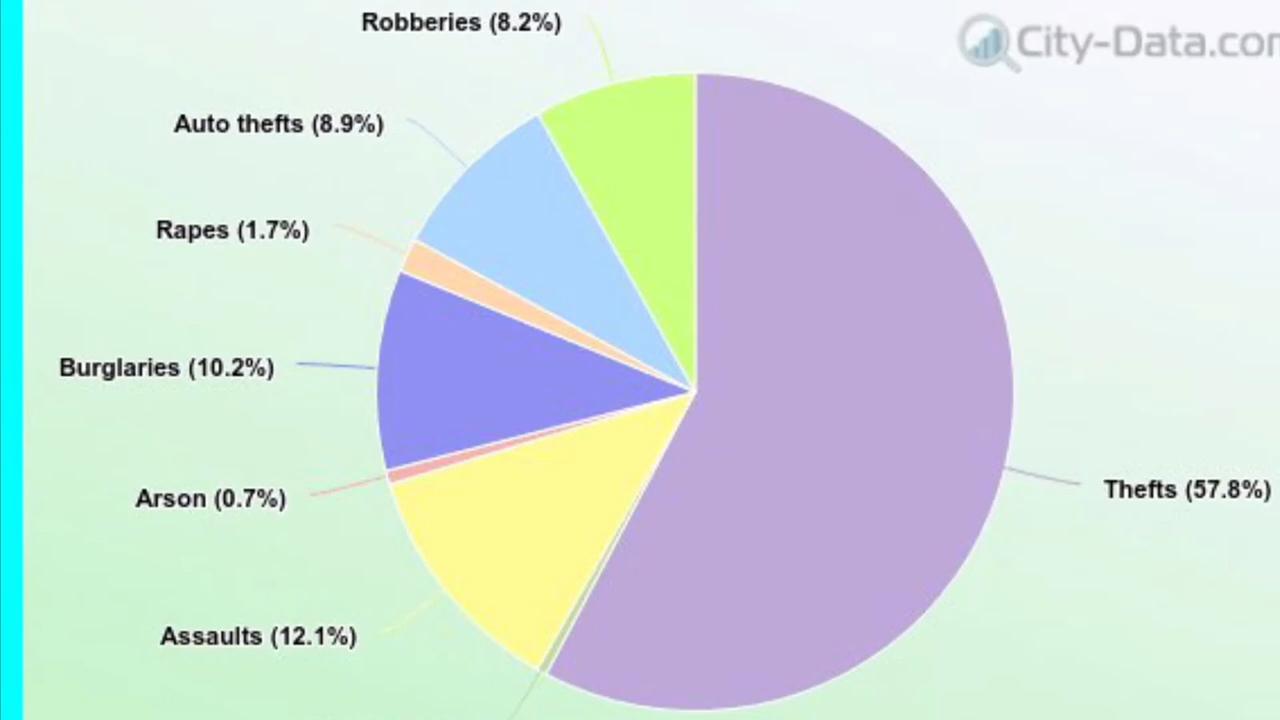 Robberies (8.2%)
City-Data.com
Auto thefts (8.9%)
Rapes (1.7%)
Burglaries (10.2%)
Thefts (57.8%)
Arson (0.7%)
Assaults (12.1%)